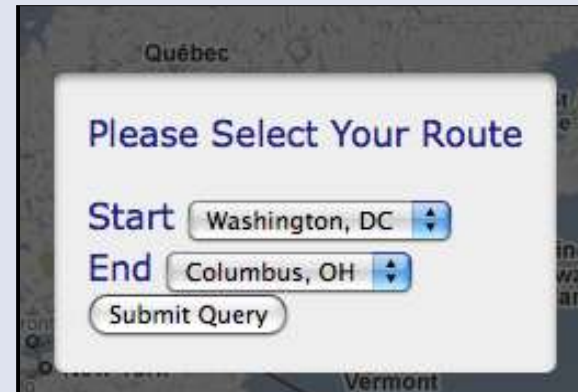 Québec
Please Select Your Route
Start Washington, DC
End Columbus, OH
Submit Query
Vermont